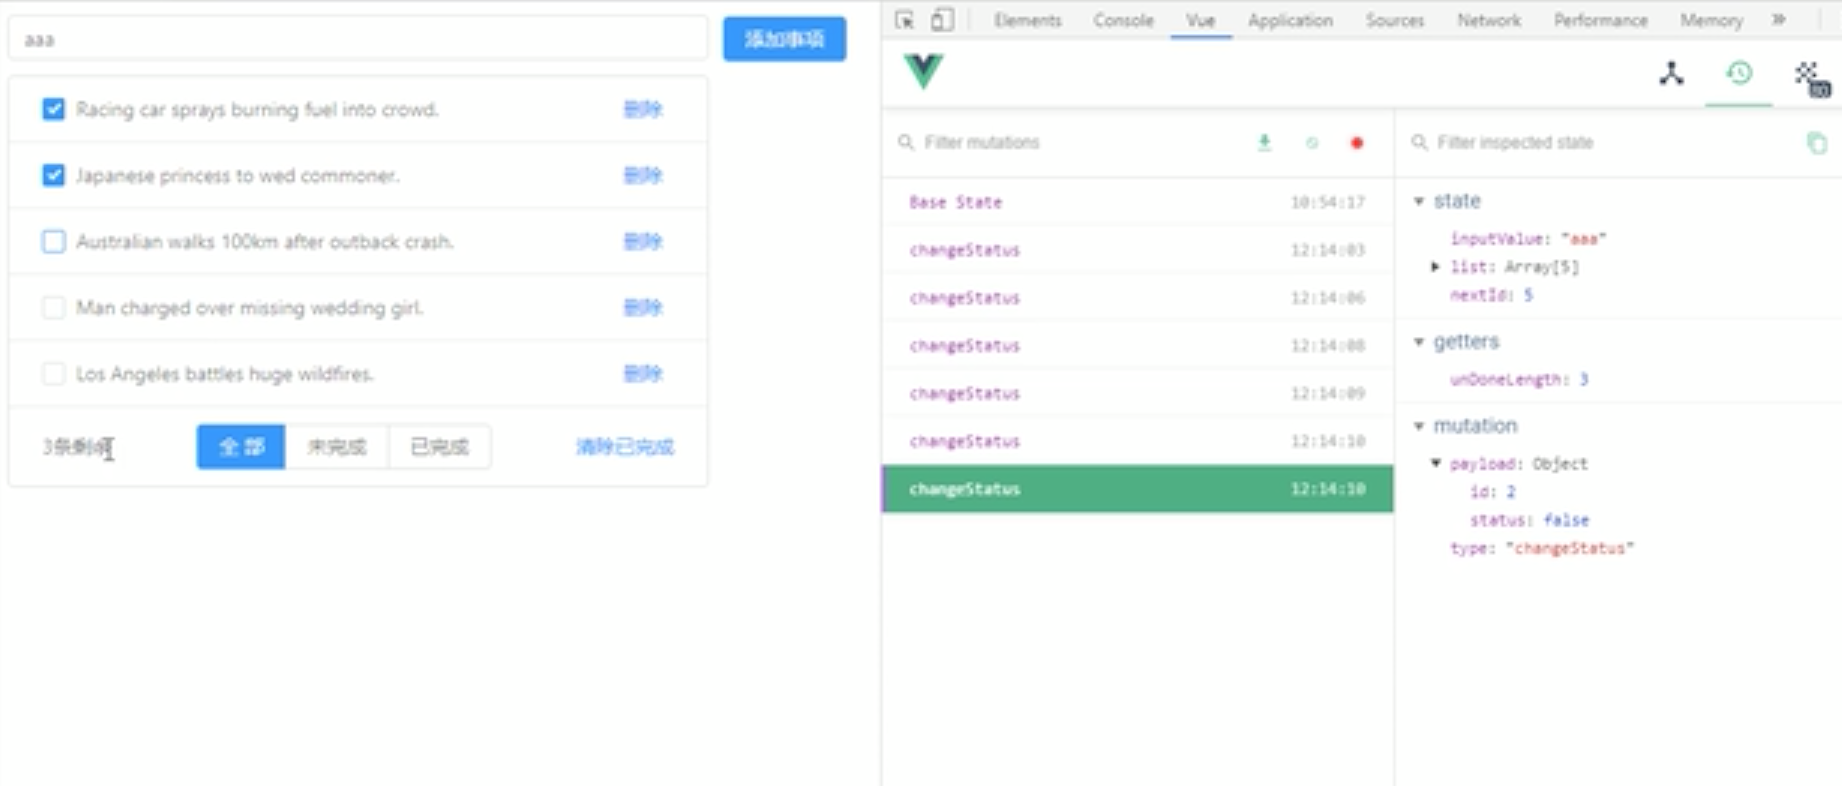 aaa
添加事项
Racing car sprays burning fuel into crowd.
删除
Japanese princess to wed commoner.
删除
Australian walks 100km after outback crash.
删除
Man charged over missing wedding girl.
删除
Los Angeles battles huge wildfires.
删除
3条剩余
全部
未完成
已完成
清除已完成
Elements
Console
Vue
Application
Sources
Network
Performance
Memory
Filter mutations
Base State
10:54:17
changeStatus
12:14:03
changeStatus
12:14:06
changeStatus
12:14:08
changeStatus
12:14:09
changeStatus
12:14:10
changeStatus
12:14:10
Filter inspected state
state
inputValue: "aaa"
list: Array[5]
nextId: 5
getters
unDoneLength: 3
mutation
payload: Object
id: 2
status: false
type: "changeStatus"